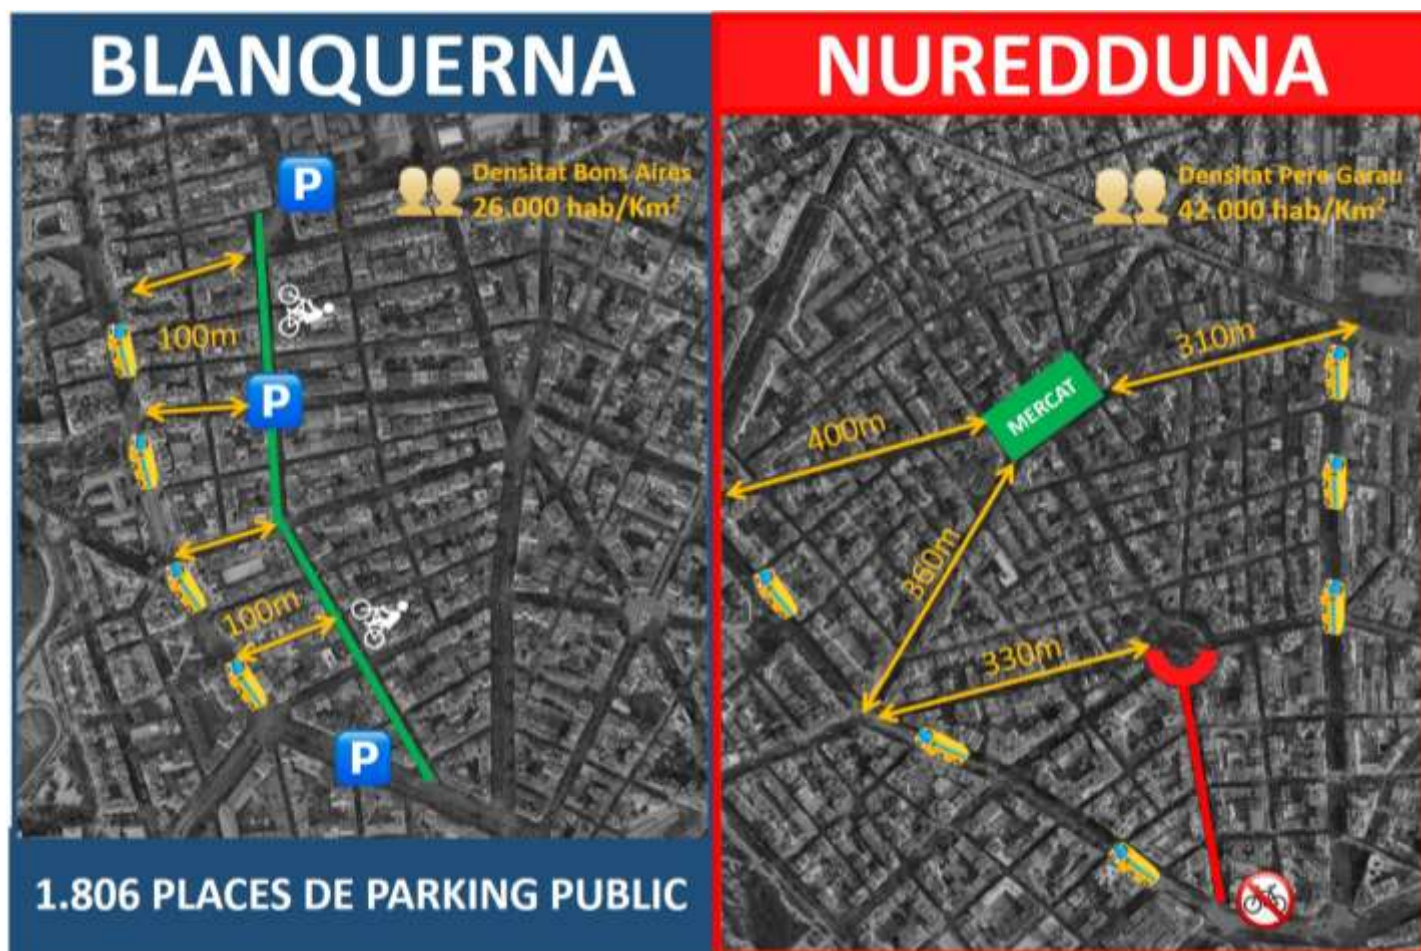 BLANQUERNA
P
Densitat Bons Aires
26.000 hab/Km²
100m
P
100m
P
1.806 PLACES DE PARKING PUBLIC
NUREDDUNA
Densitat Pere Garau
42.000 hab/Km²
310m
MERCAT
400m
360m
330m